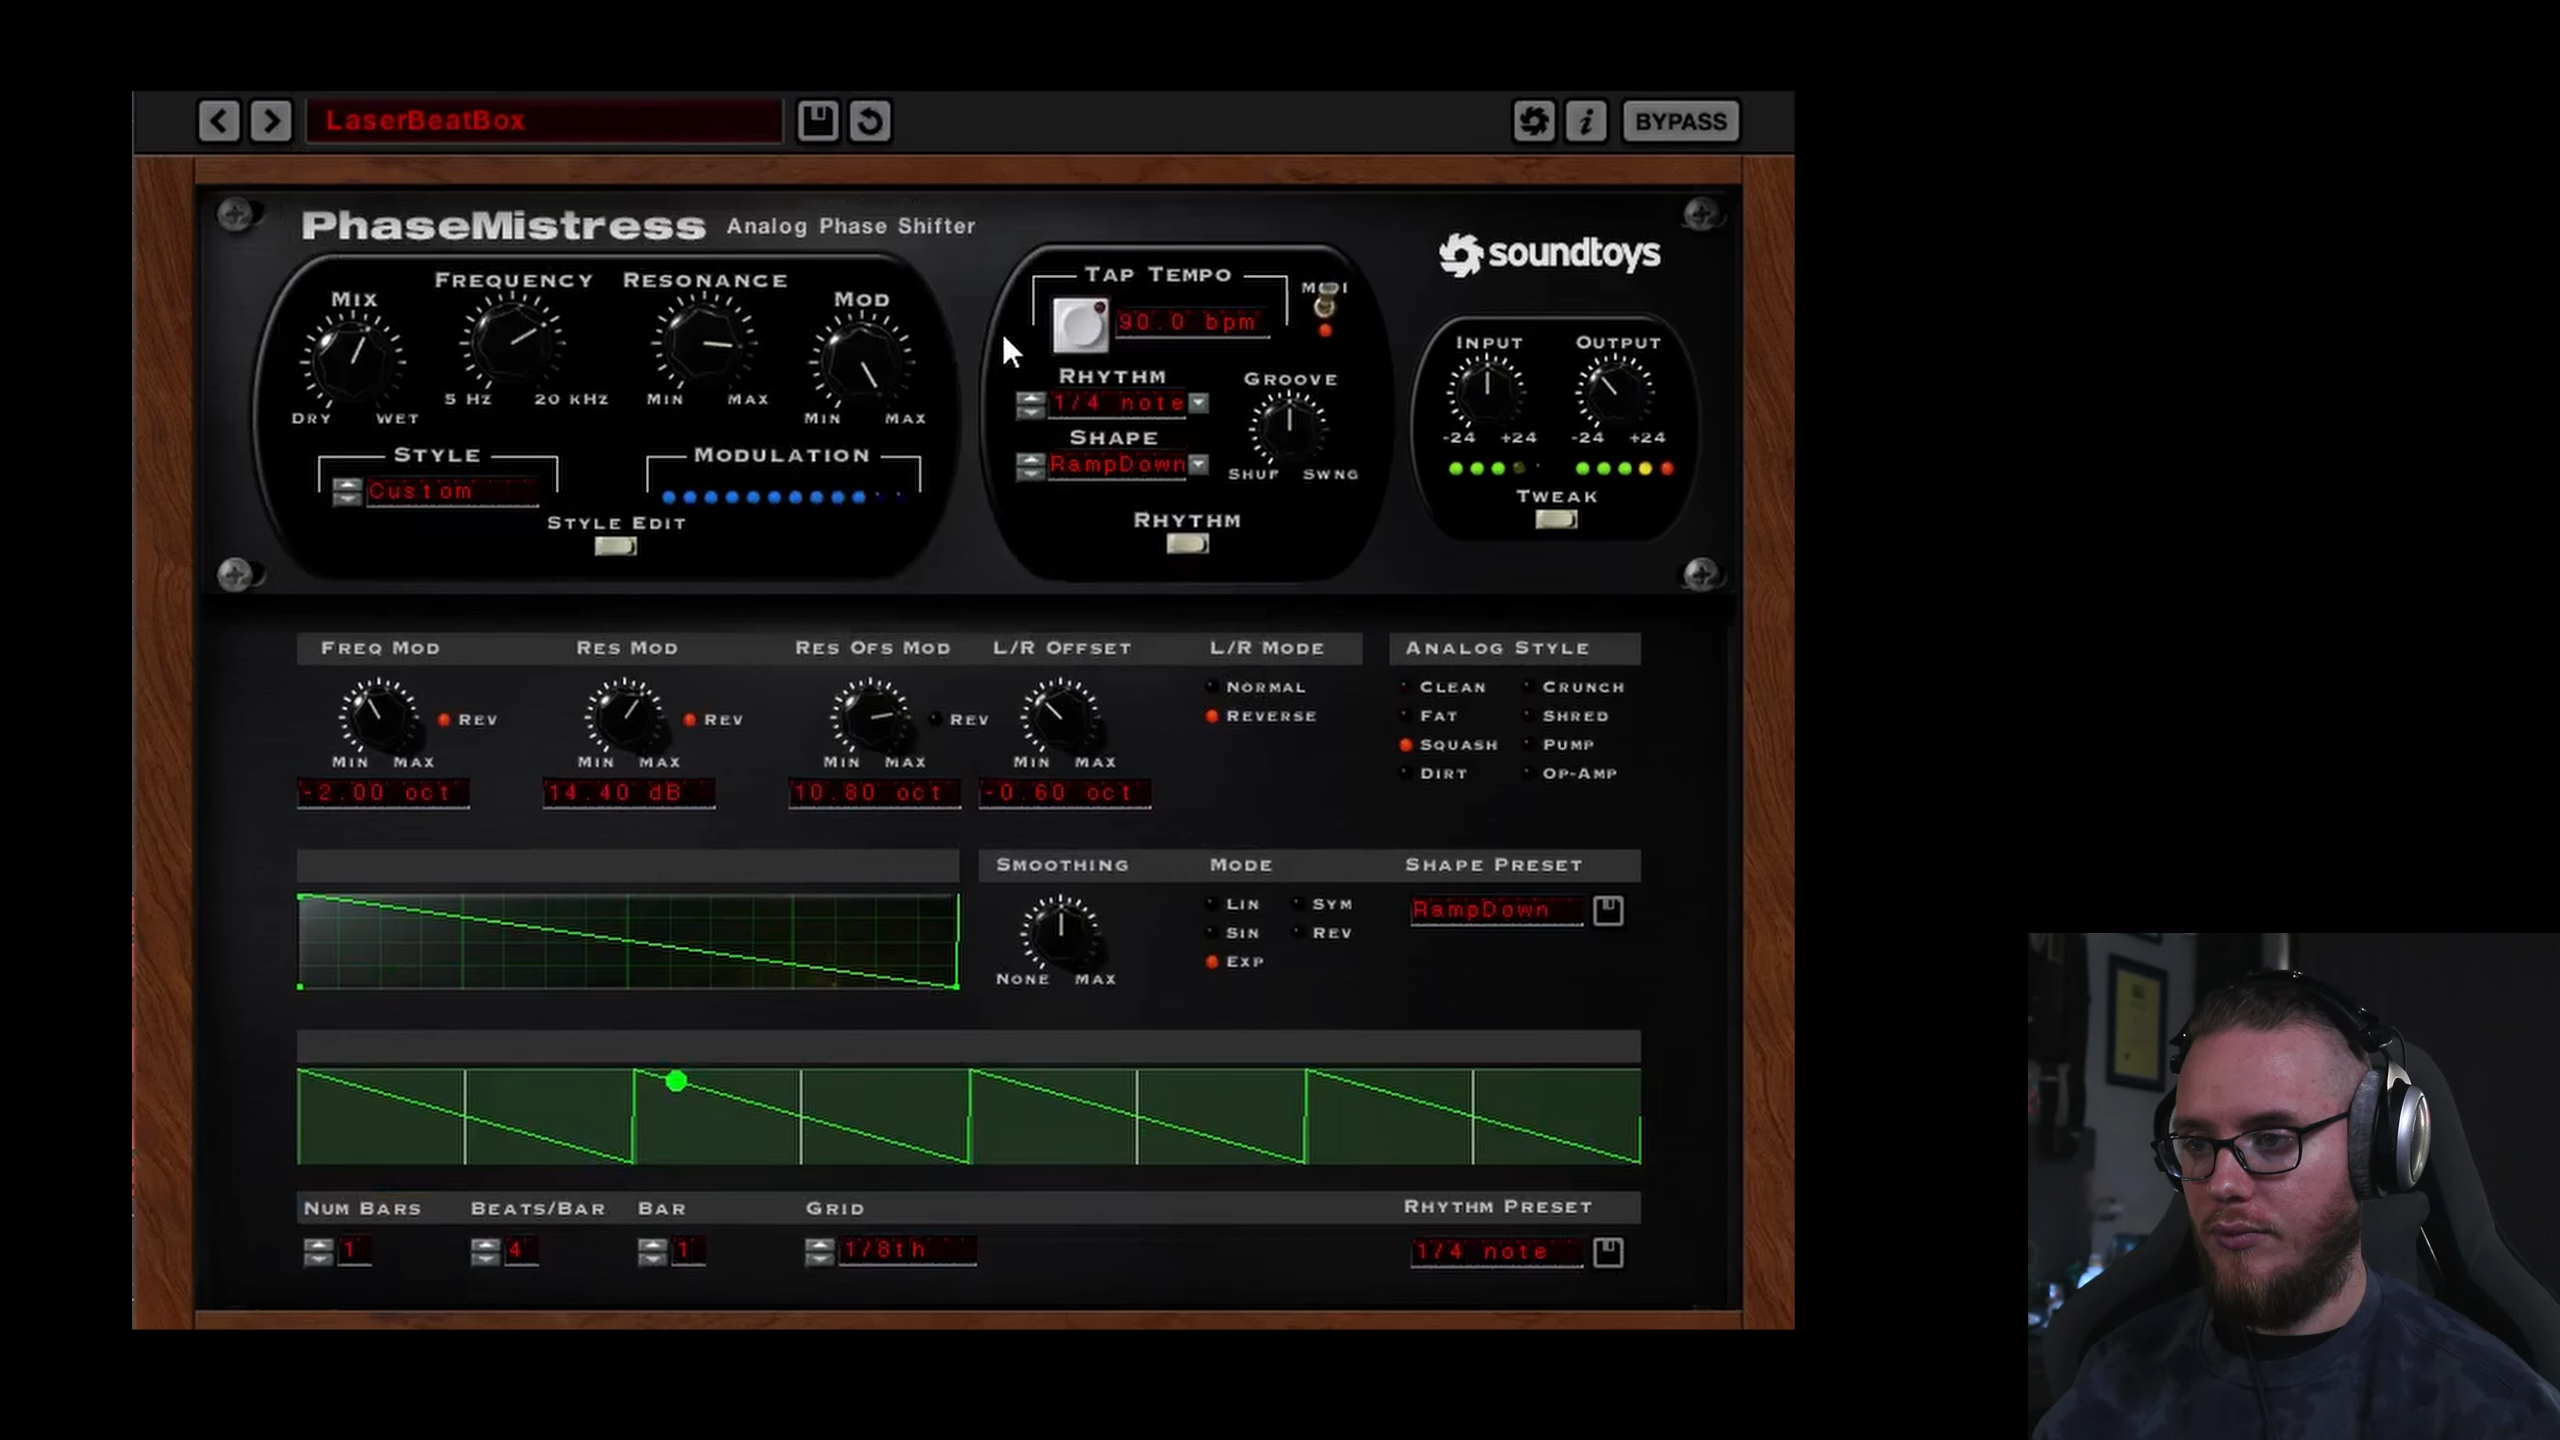 LaserBeatBox
i
BYPASS
PhaseMistress Analog Phase Shifter
soundtoys
MIX
FREQUENCY
RESONANCE
MOD
DRY WET
5 HZ 20 KHZ
MIN MAX
MIN MAX
STYLE
Custom
MODULATION
STYLE EDIT
TAP TEMPO
90.0 bpm
MIDI
RHYTHM
1/4 note
SHAPE
RampDown
GROOVE
SHUF SWNG
RHYTHM
INPUT OUTPUT
-24 +24 -24 +24
TWEAK
FREQ MOD RES MOD RES OFS MOD L/R OFFSET L/R MODE
REV REV REV
MIN MAX MIN MAX MIN MAX MIN MAX
-2.00 oct 14.40 dB 10.80 oct -0.60 oct
NORMAL
REVERSE
ANALOG STYLE
CLEAN CRUNCH
FAT SHRED
SQUASH PUMP
DIRT OP-AMP
SMOOTHING MODE SHAPE PRESET
NONE MAX
LIN SYM
SIN REV
EXP
RampDown
NUM BARS BEATS/BAR BAR GRID RHYTHM PRESET
1 4 1 1/8th 1/4 note